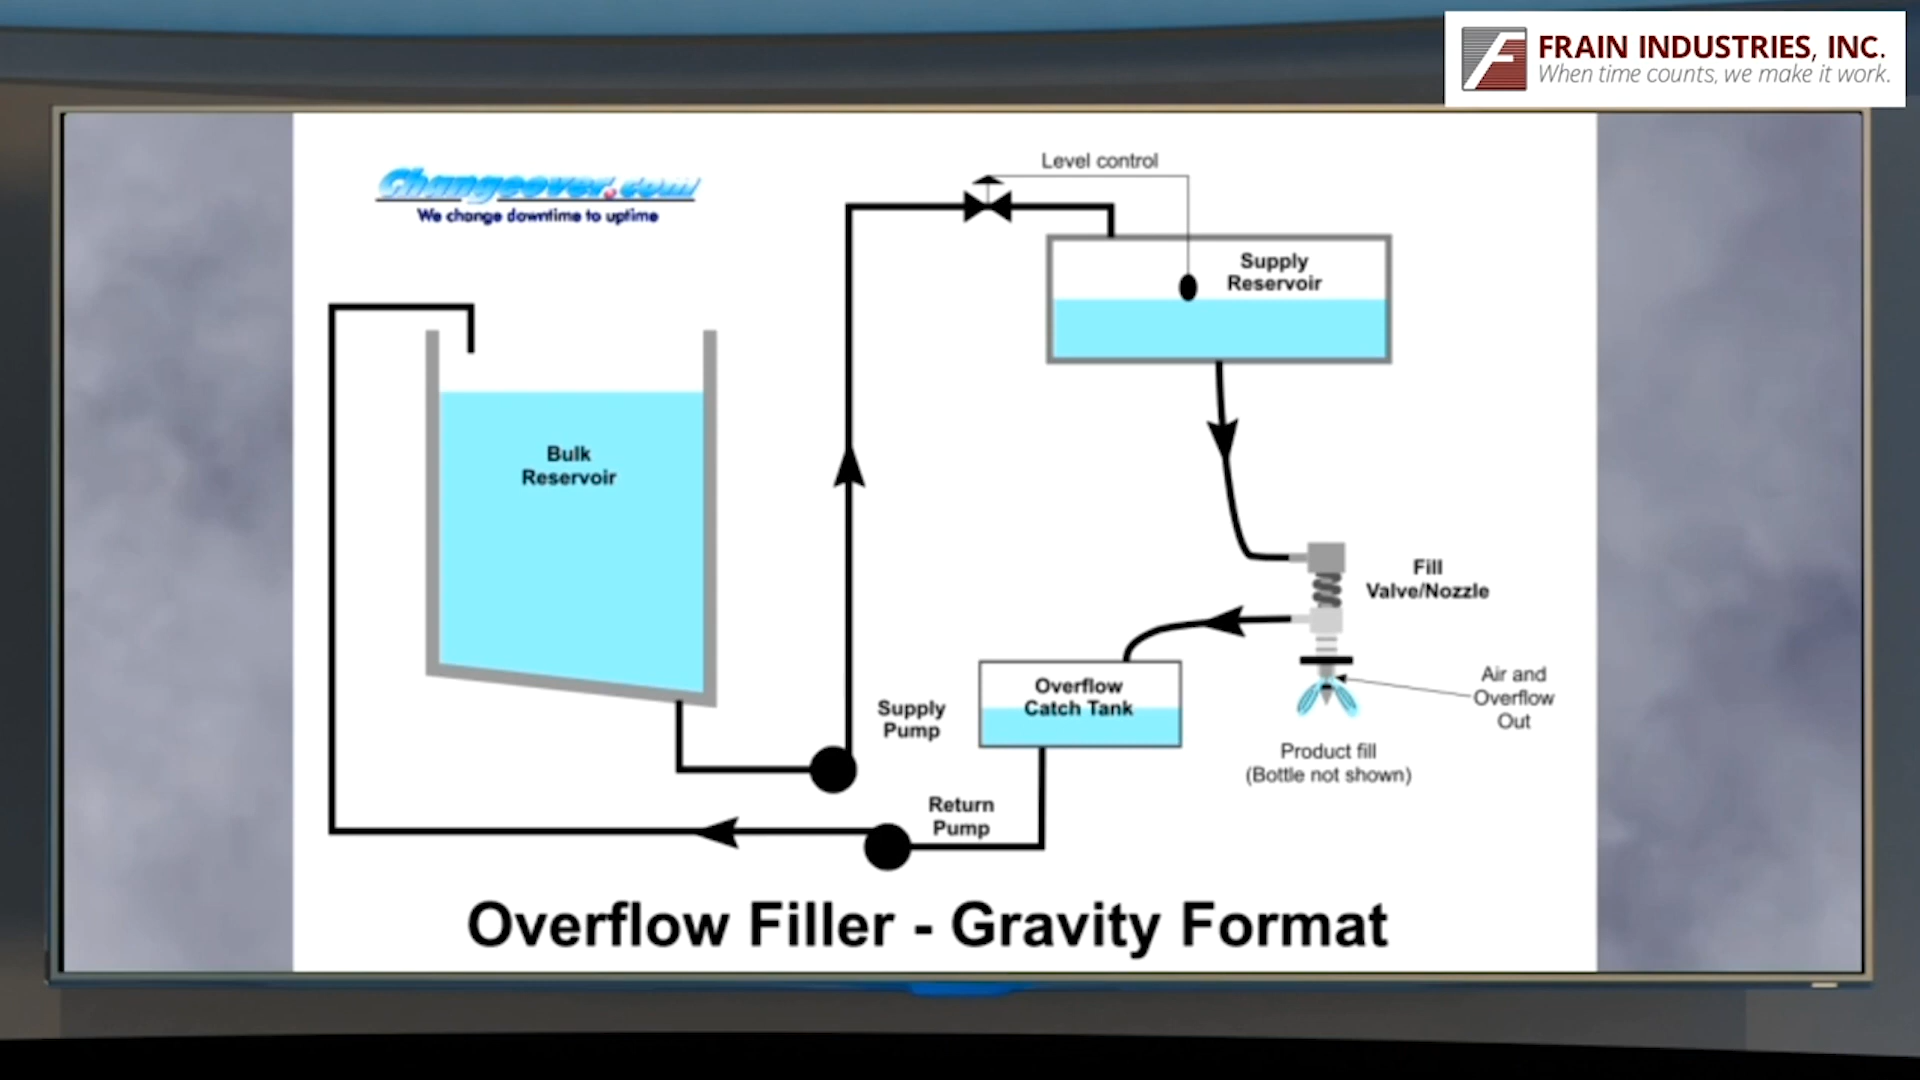 FRAIN INDUSTRIES, INC.
When time counts, we make it work.
Changeover.com
We change downtime to uptime
Level control
Supply
Reservoir
Bulk
Reservoir
Fill
Valve/Nozzle
Overflow
Catch Tank
Air and
Overflow
Out
Supply
Pump
Product fill
(Bottle not shown)
Return
Pump
Overflow Filler - Gravity Format